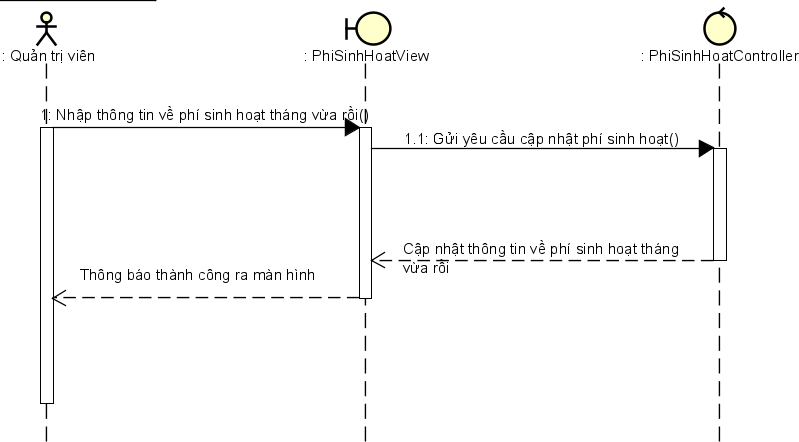 : Quản trị viên
: PhiSinhHoatView
: PhiSinhHoatController
1: Nhập thông tin về phí sinh hoạt tháng vừa rồi()
1.1: Gửi yêu cầu cập nhật phí sinh hoạt()
Cập nhật thông tin về phí sinh hoạt tháng
vừa rồi
Thông báo thành công ra màn hình